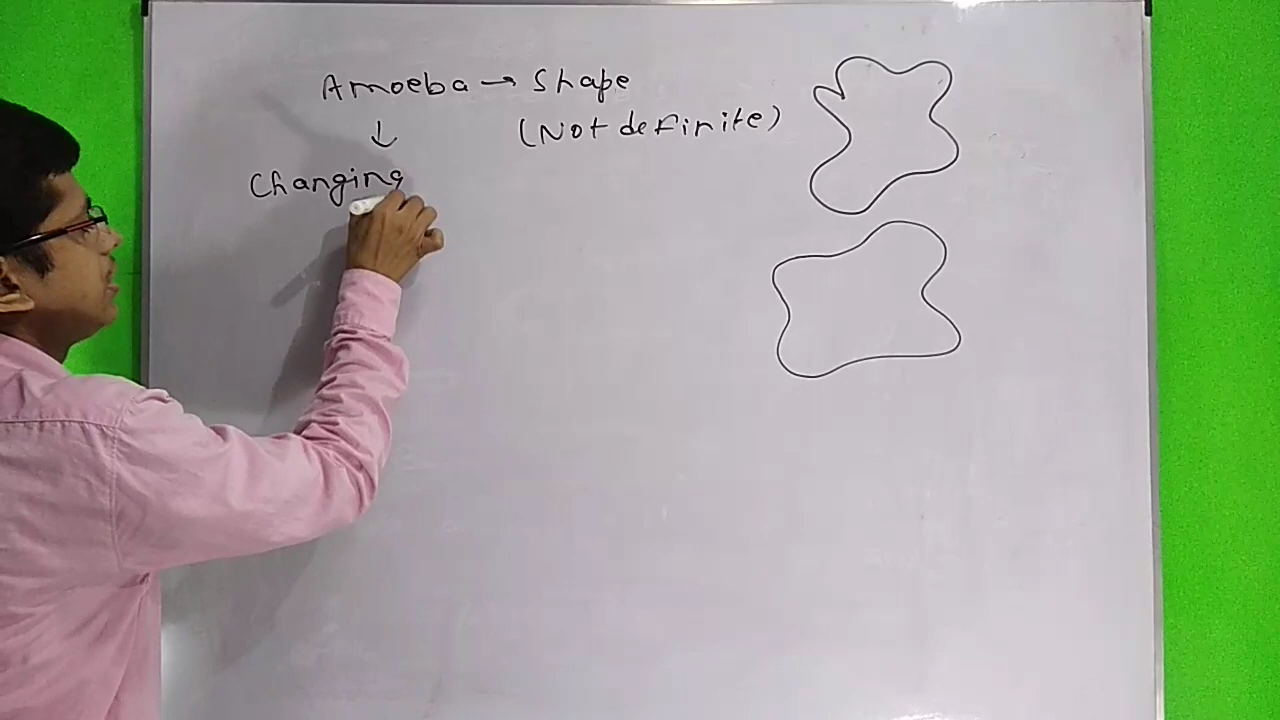 Amoeba → Shape
(Not definite)
↓
Changing